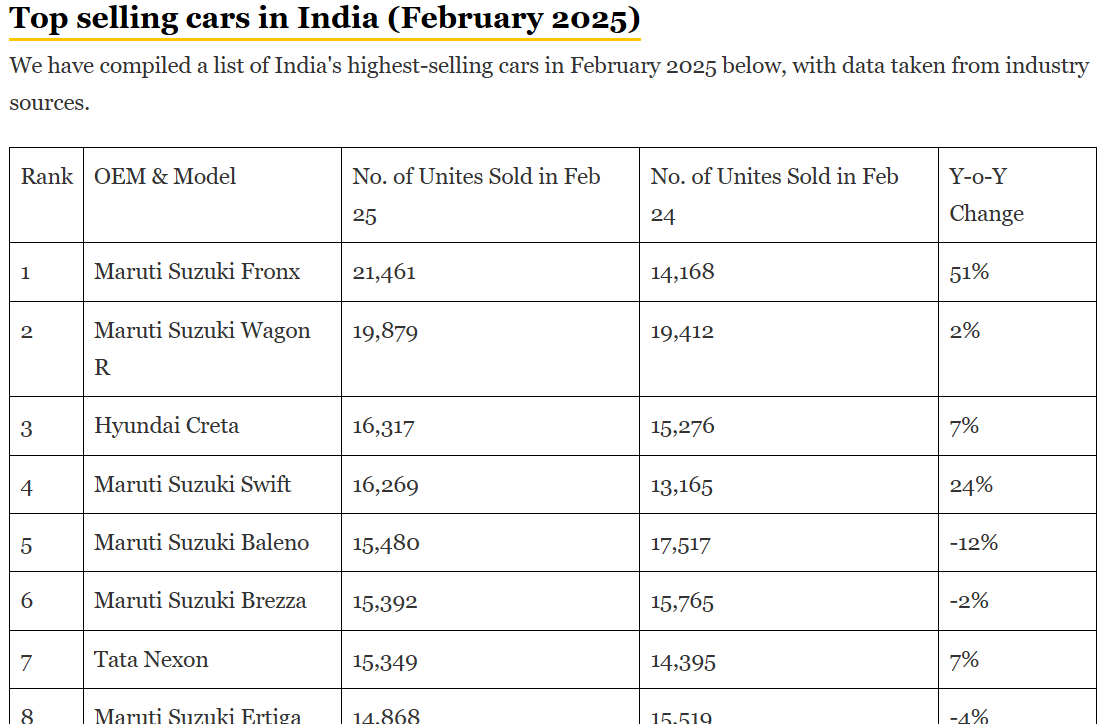 Top selling cars in India (February 2025)
We have compiled a list of India's highest-selling cars in February 2025 below, with data taken from industry
sources.
Rank OEM & Model No. of Unites Sold in Feb 25 No. of Unites Sold in Feb 24 Y-o-Y Change
1 Maruti Suzuki Fronx 21,461 14,168 51%
2 Maruti Suzuki Wagon R 19,879 19,412 2%
3 Hyundai Creta 16,317 15,276 7%
4 Maruti Suzuki Swift 16,269 13,165 24%
5 Maruti Suzuki Baleno 15,480 17,517 -12%
6 Maruti Suzuki Brezza 15,392 15,765 -2%
7 Tata Nexon 15,349 14,395 7%
8 Maruti Suzuki Ertiga 14,868 15,519 -4%